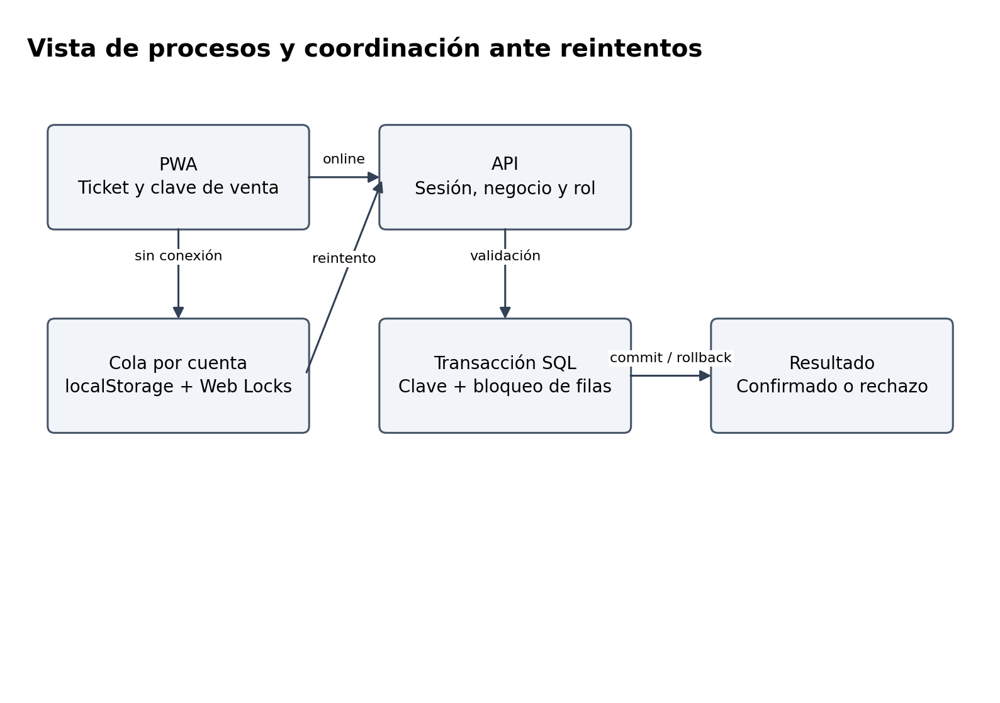 Vista de procesos y coordinación ante reintentos
PWA
Ticket y clave de venta
online
API
Sesión, negocio y rol
sin conexión
reintento
validación
Cola por cuenta
localStorage + Web Locks
Transacción SQL
Clave + bloqueo de filas
commit / rollback
Resultado
Confirmado o rechazo